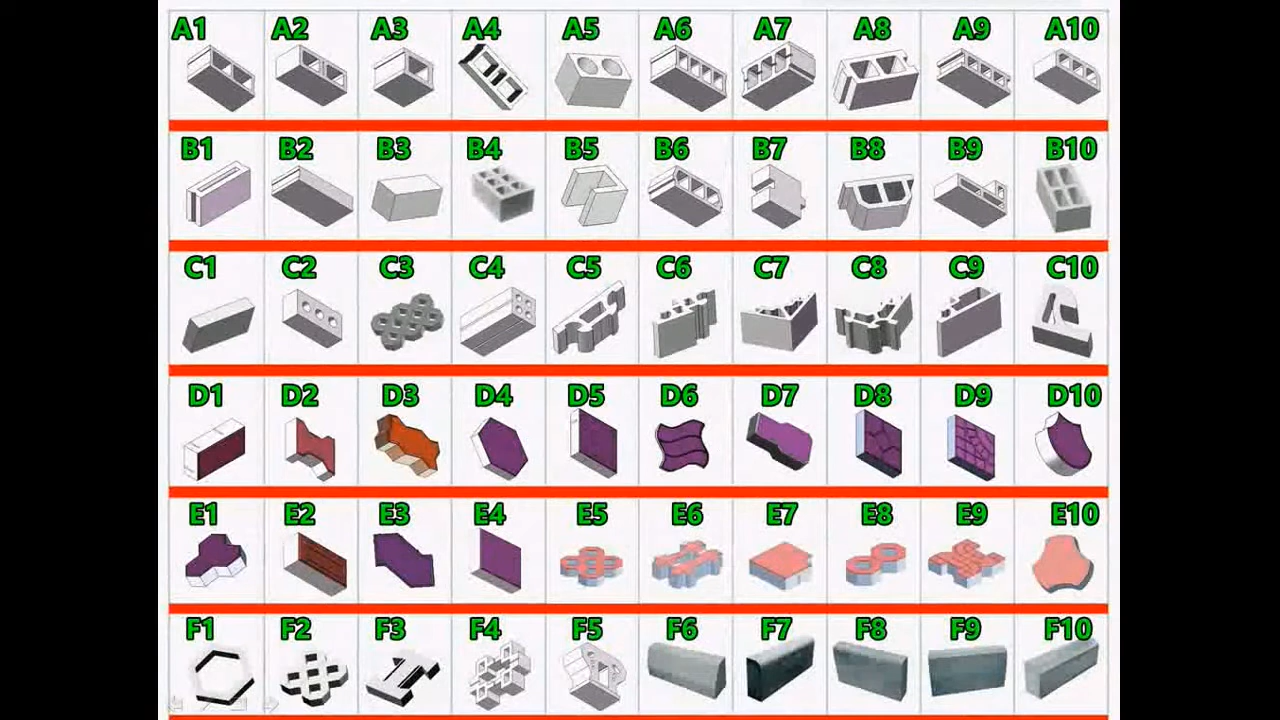 A1 A2 A3 A4 A5 A6 A7 A8 A9 A10
B1 B2 B3 B4 B5 B6 B7 B8 B9 B10
C1 C2 C3 C4 C5 C6 C7 C8 C9 C10
D1 D2 D3 D4 D5 D6 D7 D8 D9 D10
E1 E2 E3 E4 E5 E6 E7 E8 E9 E10
F1 F2 F3 F4 F5 F6 F7 F8 F9 F10